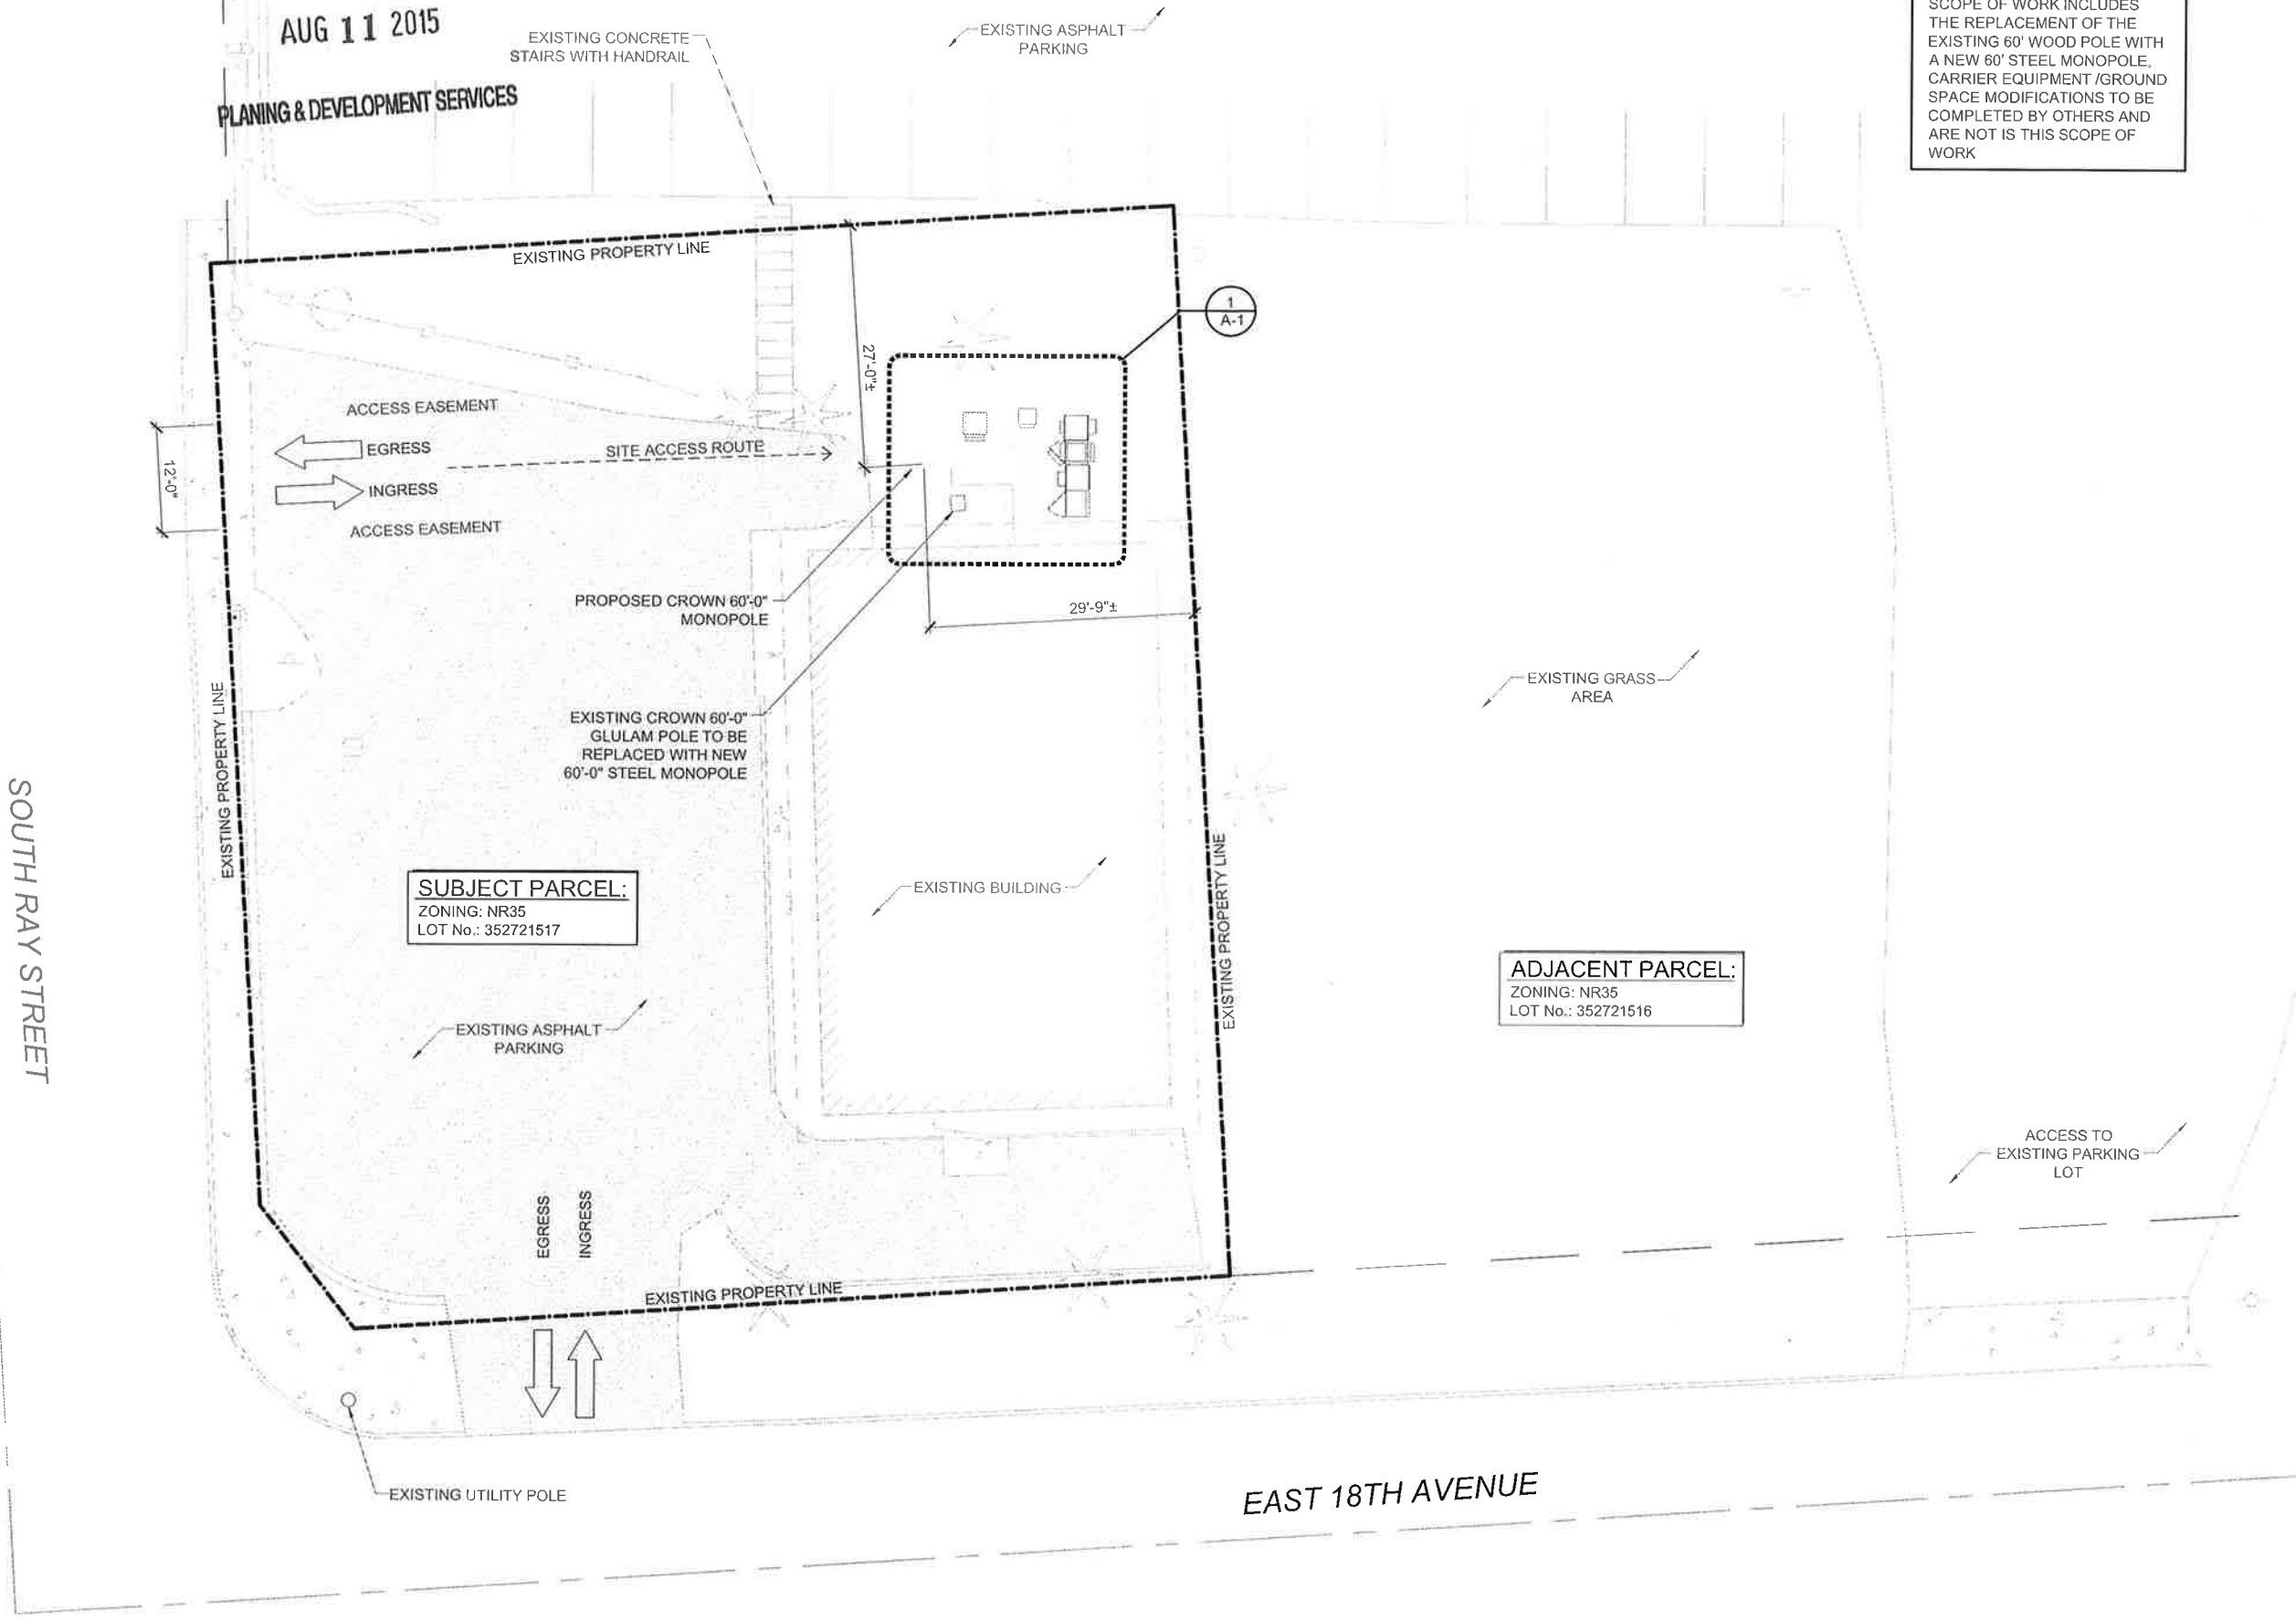 AUG 11 2015
PLANING & DEVELOPMENT SERVICES
EXISTING CONCRETE
STAIRS WITH HANDRAIL
EXISTING ASPHALT
PARKING
SCOPE OF WORK INCLUDES
THE REPLACEMENT OF THE
EXISTING 60' WOOD POLE WITH
A NEW 60' STEEL MONOPOLE,
CARRIER EQUIPMENT /GROUND
SPACE MODIFICATIONS TO BE
COMPLETED BY OTHERS AND
ARE NOT IS THIS SCOPE OF
WORK
EXISTING PROPERTY LINE
1
A-1
27'-0"±
ACCESS EASEMENT
EGRESS
SITE ACCESS ROUTE
INGRESS
ACCESS EASEMENT
12'-0"
PROPOSED CROWN 60'-0"
MONOPOLE
29'-9"±
EXISTING CROWN 60'-0"
GLULAM POLE TO BE
REPLACED WITH NEW
60'-0" STEEL MONOPOLE
EXISTING GRASS
AREA
EXISTING PROPERTY LINE
SOUTH RAY STREET
SUBJECT PARCEL:
ZONING: NR35
LOT No.: 352721517
EXISTING BUILDING
EXISTING PROPERTY LINE
ADJACENT PARCEL:
ZONING: NR35
LOT No.: 352721516
EXISTING ASPHALT
PARKING
ACCESS TO
EXISTING PARKING
LOT
EGRESS
INGRESS
EXISTING PROPERTY LINE
EXISTING UTILITY POLE
EAST 18TH AVENUE